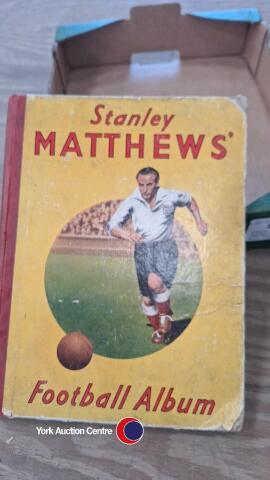 Stanley
MATTHEWS'
Football Album
York Auction Centre